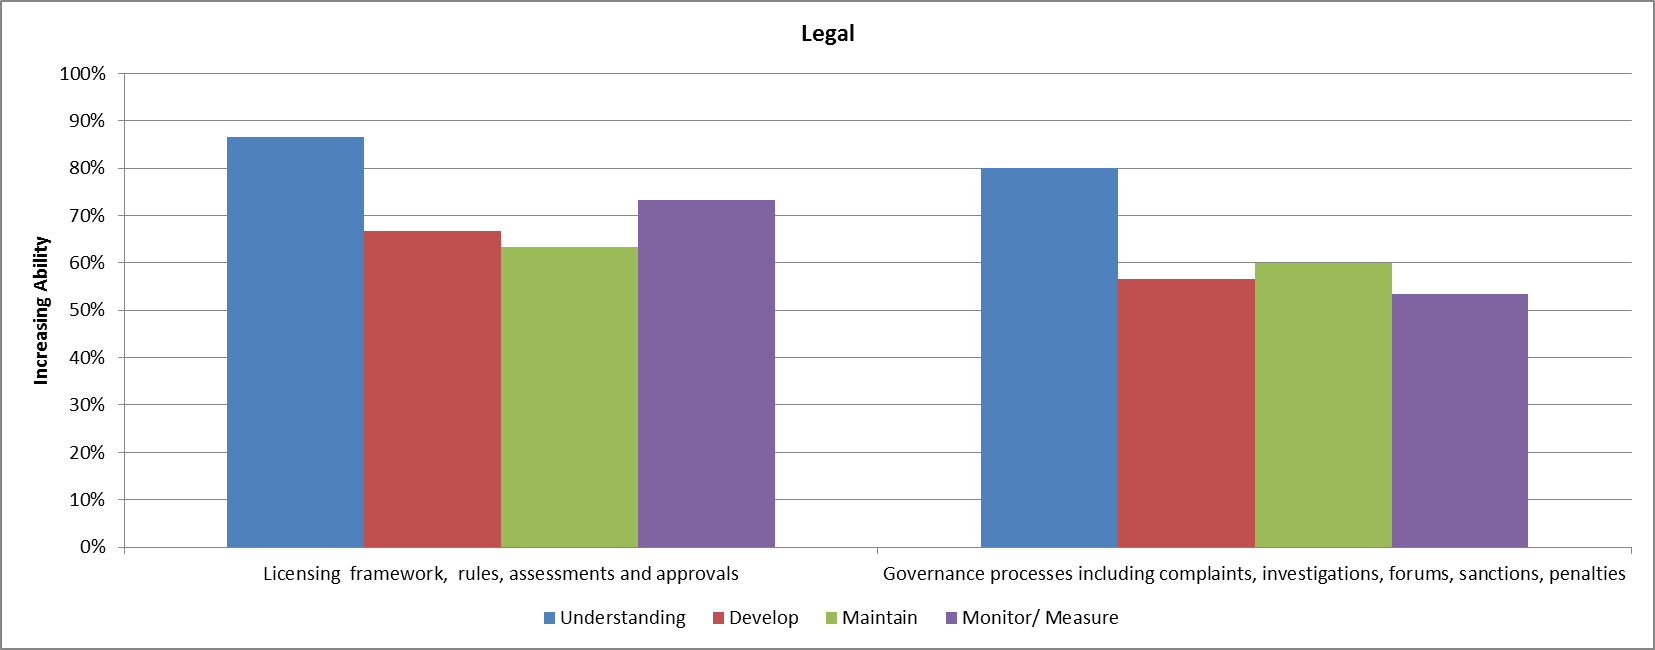 Legal
100%
90%
80%
70%
60%
50%
40%
30%
20%
10%
0%
Increasing Ability
Licensing  framework,  rules, assessments and approvals
Governance processes including complaints, investigations, forums, sanctions, penalties
Understanding
Develop
Maintain
Monitor/ Measure